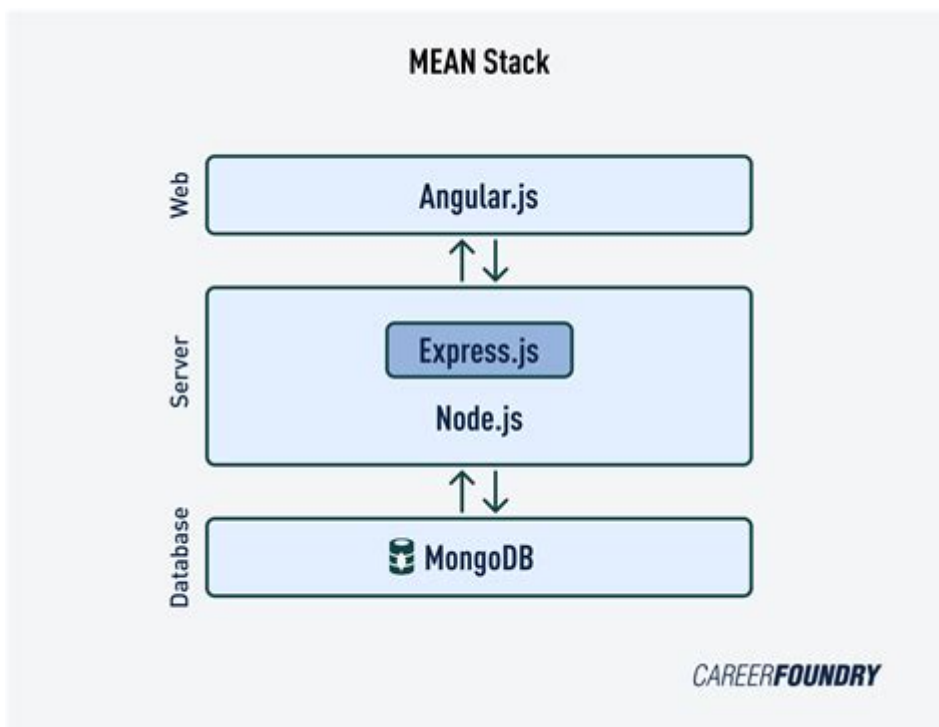 MEAN Stack
Web
Angular.js
Server
Express.js
Node.js
Database
MongoDB
CAREERFOUNDRY